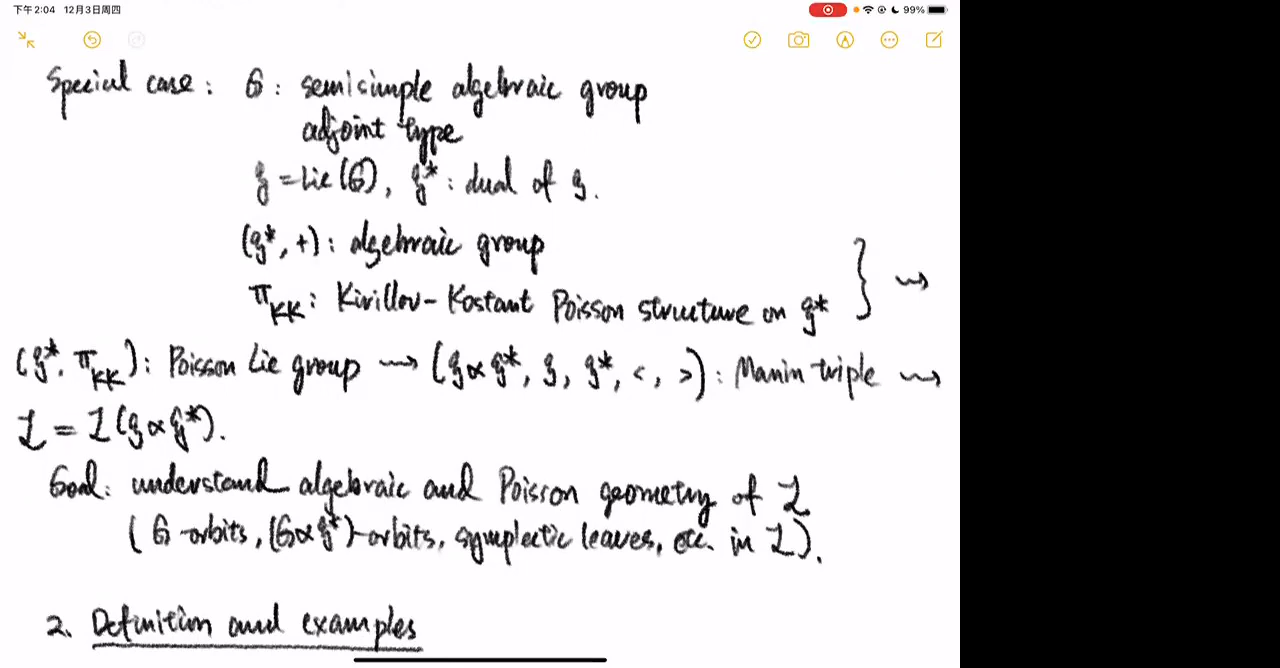 下午2:04 12月3日周四
99%
Special case: G: semisimple algebraic group
adjoint type
𝔤 = Lie(G), 𝔤*: dual of 𝔤.
(𝔤*, +): algebraic group
π_KK: Kirillov-Kostant Poisson structure on 𝔤* } ⇝
(𝔤*, π_KK): Poisson Lie group ⇝ (𝔤∝𝔤*, 𝔤, 𝔤*, <, >): Manin triple ⇝
ℒ = ℒ(𝔤∝𝔤*).
Goal: understand algebraic and Poisson geometry of ℒ
(G-orbits, (G∝𝔤*)-orbits, symplectic leaves, etc. in ℒ).
2. Definition and examples